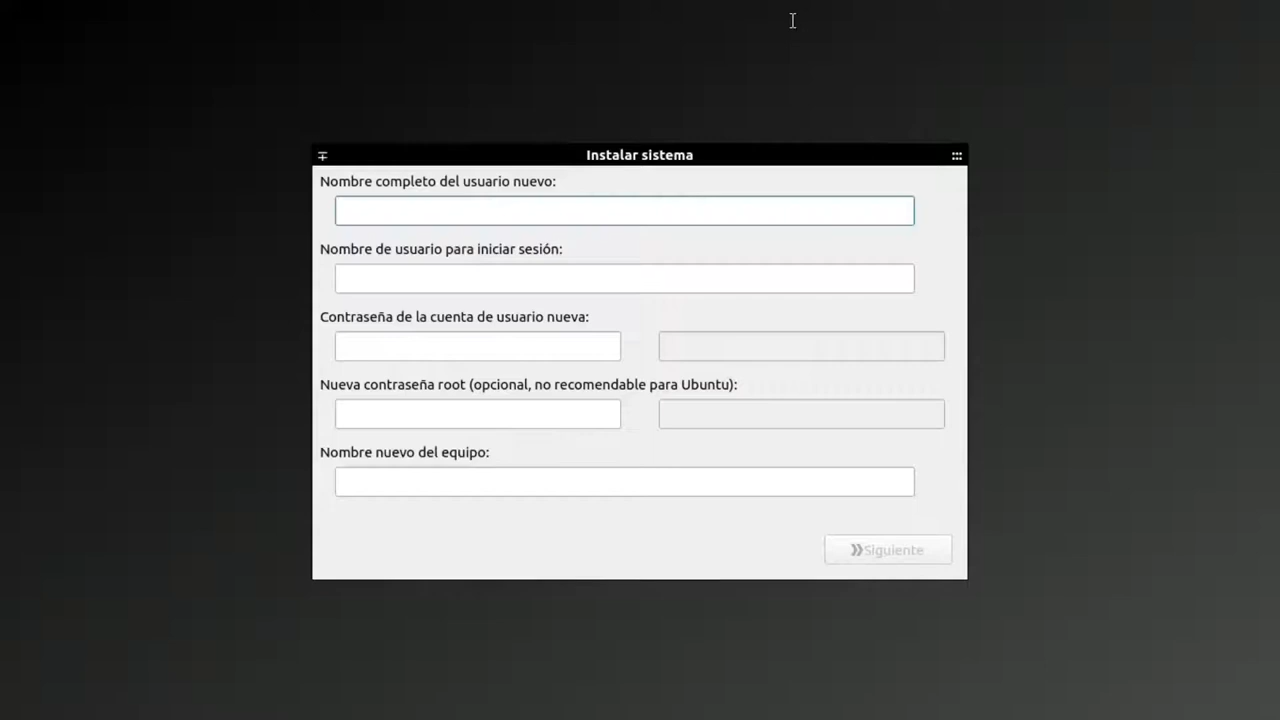 Instalar sistema
Nombre completo del usuario nuevo:
Nombre de usuario para iniciar sesión:
Contraseña de la cuenta de usuario nueva:
Nueva contraseña root (opcional, no recomendable para Ubuntu):
Nombre nuevo del equipo:
Siguiente